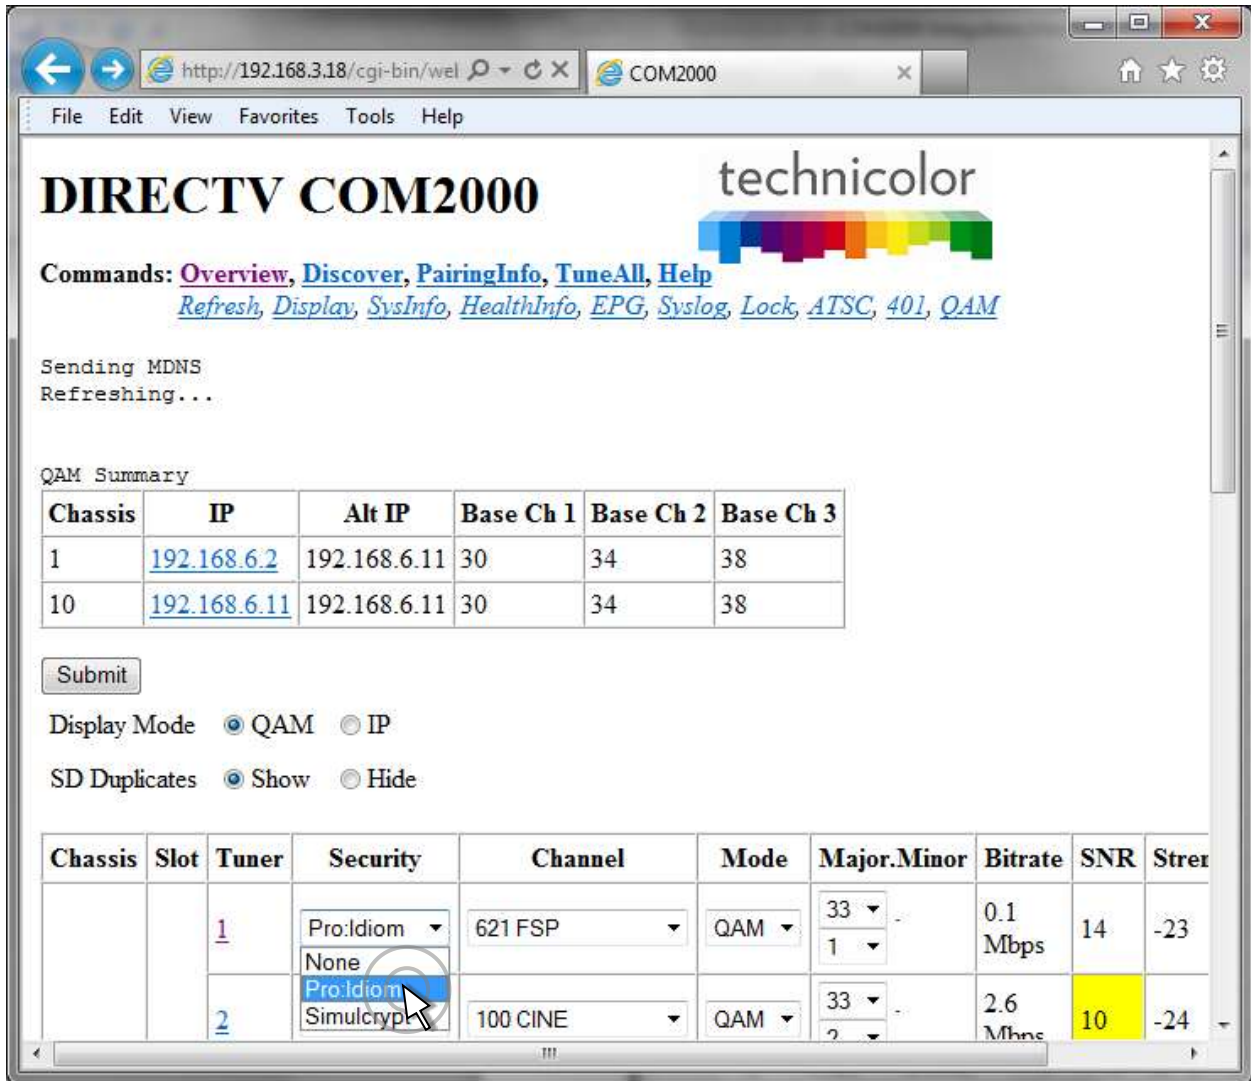 http://192.168.3.18/cgi-bin/wel
COM2000
File Edit View Favorites Tools Help
technicolor
DIRECTV COM2000
Commands: Overview, Discover, PairingInfo, TuneAll, Help
Refresh, Display, SysInfo, HealthInfo, EPG, Syslog, Lock, ATSC, 401, QAM
Sending MDNS
Refreshing...
QAM Summary
Chassis IP Alt IP Base Ch 1 Base Ch 2 Base Ch 3
1 192.168.6.2 192.168.6.11 30 34 38
10 192.168.6.11 192.168.6.11 30 34 38
Submit
Display Mode QAM IP
SD Duplicates Show Hide
Chassis Slot Tuner Security Channel Mode Major.Minor Bitrate SNR Stren
1 Pro:Idiom 621 FSP QAM 33 - 1 0.1 Mbps 14 -23
None
Pro:Idiom
Simulcrypt
2 100 CINE QAM 33 - 2 2.6 Mbps 10 -24